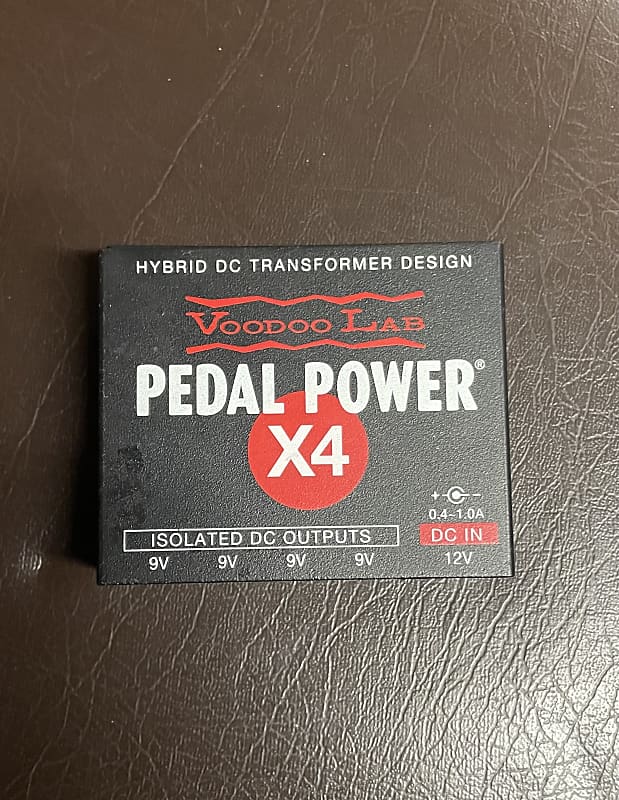 HYBRID DC TRANSFORMER DESIGN
VOODOO LAB
PEDAL POWER®
X4
+ -
0.4~1.0A
ISOLATED DC OUTPUTS DC IN
9V 9V 9V 9V 12V